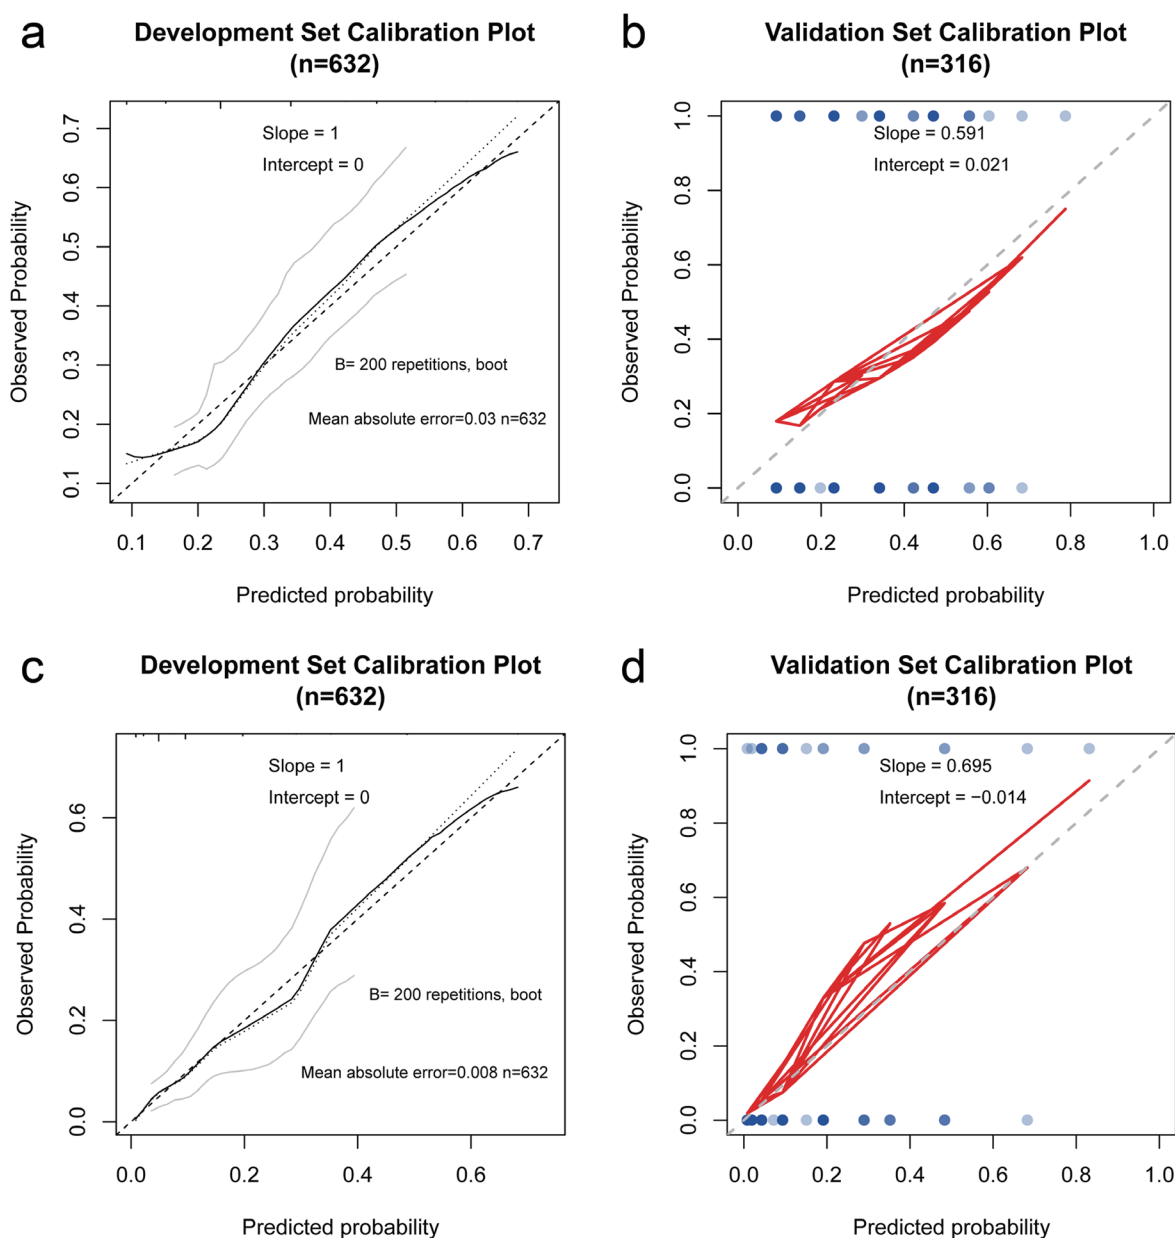 a
Development Set Calibration Plot
(n=632)
Slope = 1
Intercept = 0
B= 200 repetitions, boot
Mean absolute error=0.03 n=632
Observed Probability
0.1
0.2
0.3
0.4
0.5
0.6
0.7
0.1 0.2 0.3 0.4 0.5 0.6 0.7
Predicted probability
b
Validation Set Calibration Plot
(n=316)
Slope = 0.591
Intercept = 0.021
Observed Probability
0.0
0.2
0.4
0.6
0.8
1.0
0.0 0.2 0.4 0.6 0.8 1.0
Predicted probability
c
Development Set Calibration Plot
(n=632)
Slope = 1
Intercept = 0
B= 200 repetitions, boot
Mean absolute error=0.008 n=632
Observed Probability
0.0
0.2
0.4
0.6
0.0 0.2 0.4 0.6
Predicted probability
d
Validation Set Calibration Plot
(n=316)
Slope = 0.695
Intercept = −0.014
Observed Probability
0.0
0.2
0.4
0.6
0.8
1.0
0.0 0.2 0.4 0.6 0.8 1.0
Predicted probability